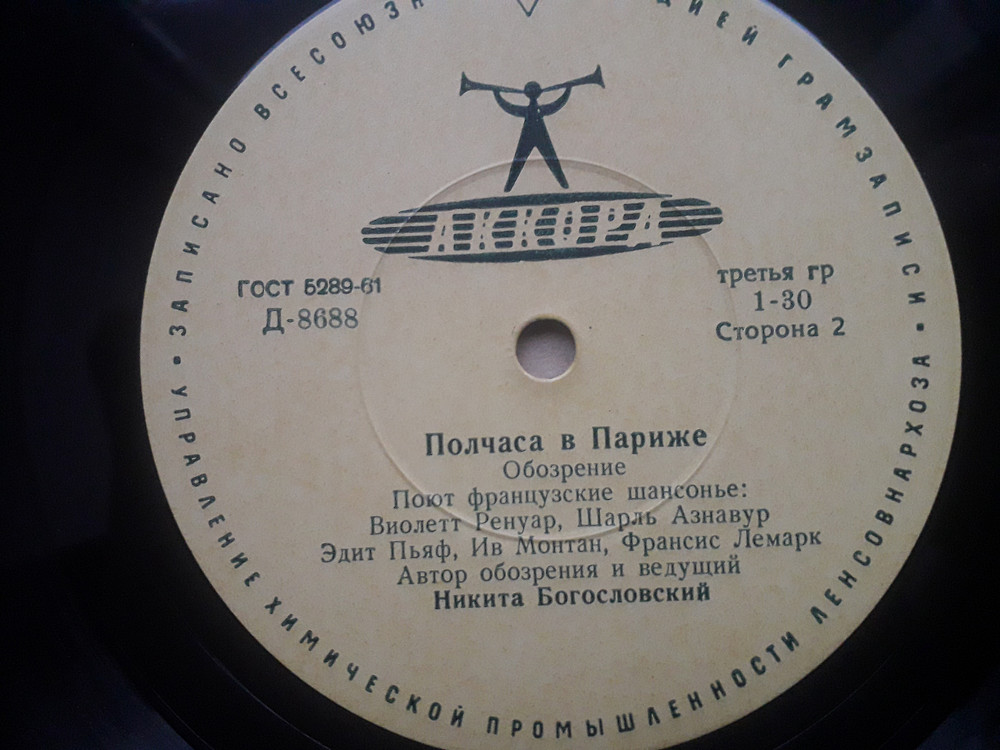 ЗАПИСАНО ВСЕСОЮЗН
ДИЕЙ ГРАМЗАПИСИ
АККОРД
ГОСТ 5289-61
Д-8688
третья гр
1-30
Сторона 2
Полчаса в Париже
Обозрение
Поют французские шансонье:
Виолетт Ренуар, Шарль Азнавур
Эдит Пьяф, Ив Монтан, Франсис Лемарк
Автор обозрения и ведущий
Никита Богословский
УПРАВЛЕНИЕ ХИМИЧЕСКОЙ ПРОМЫШЛЕННОСТИ ЛЕНСОВНАРХОЗА